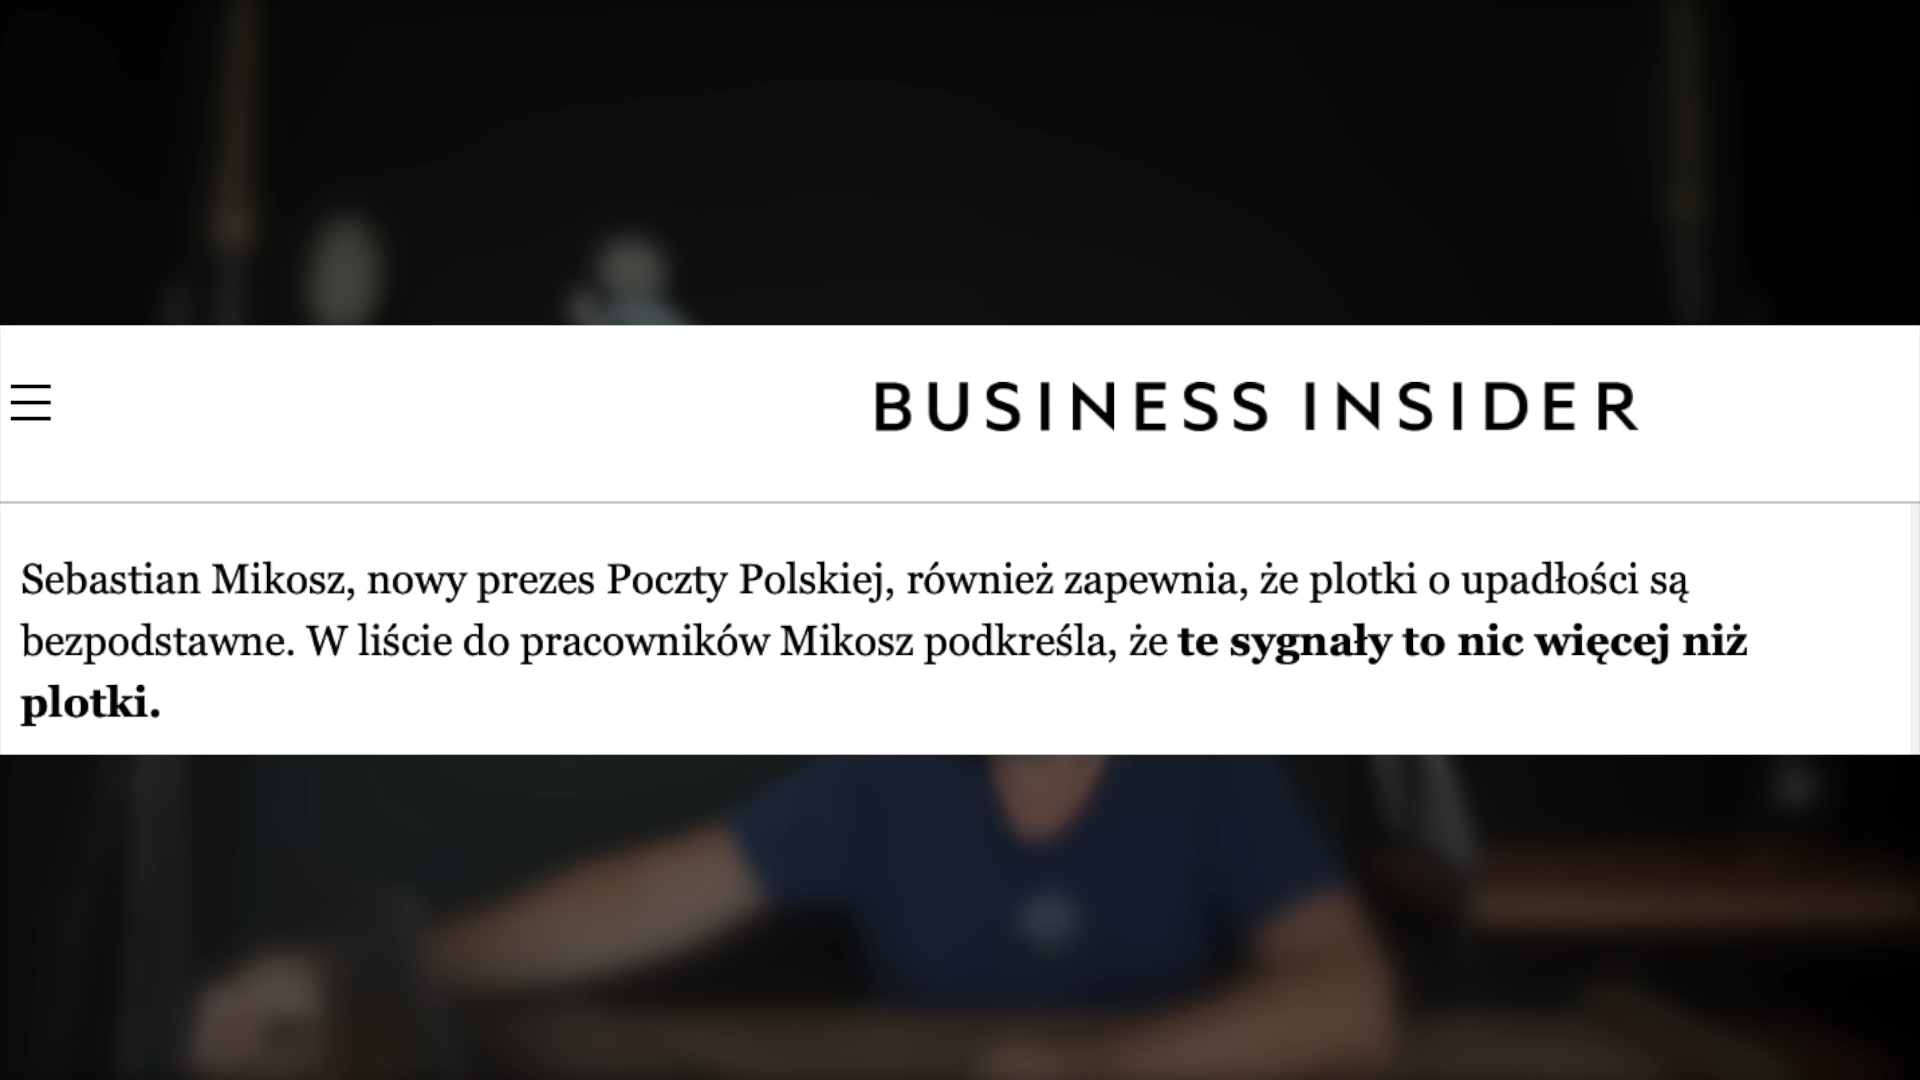 BUSINESS INSIDER
Sebastian Mikosz, nowy prezes Poczty Polskiej, również zapewnia, że plotki o upadłości są
bezpodstawne. W liście do pracowników Mikosz podkreśla, że te sygnały to nic więcej niż
plotki.